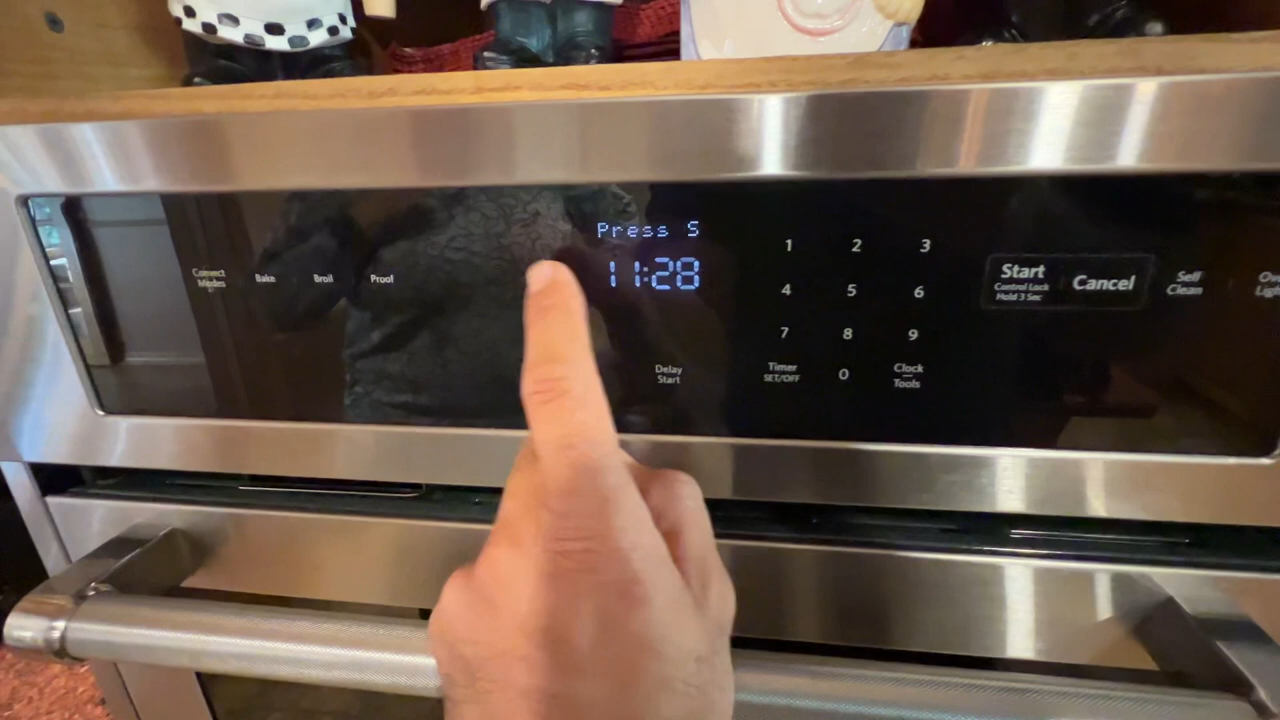 Press S
11:28
Convect
Modes
Bake
Broil
Proof
Delay
Start
1 2 3
4 5 6
7 8 9
Timer
SET/OFF
0
Clock
Tools
Start
Control Lock
Hold 3 Sec
Cancel
Self
Clean